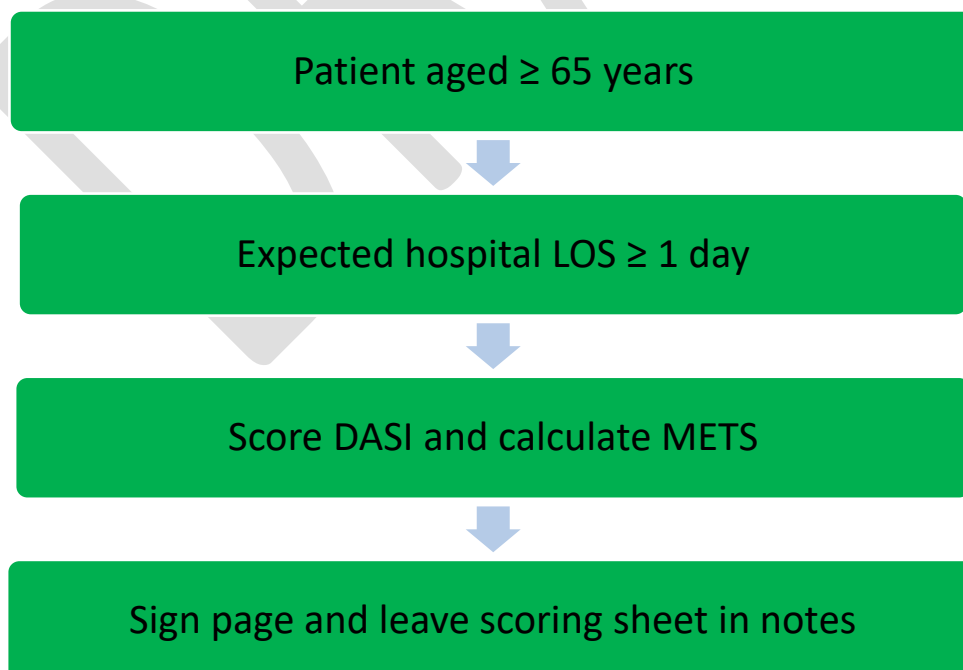 Patient aged ≥ 65 years
Expected hospital LOS ≥ 1 day
Score DASI and calculate METS
Sign page and leave scoring sheet in notes